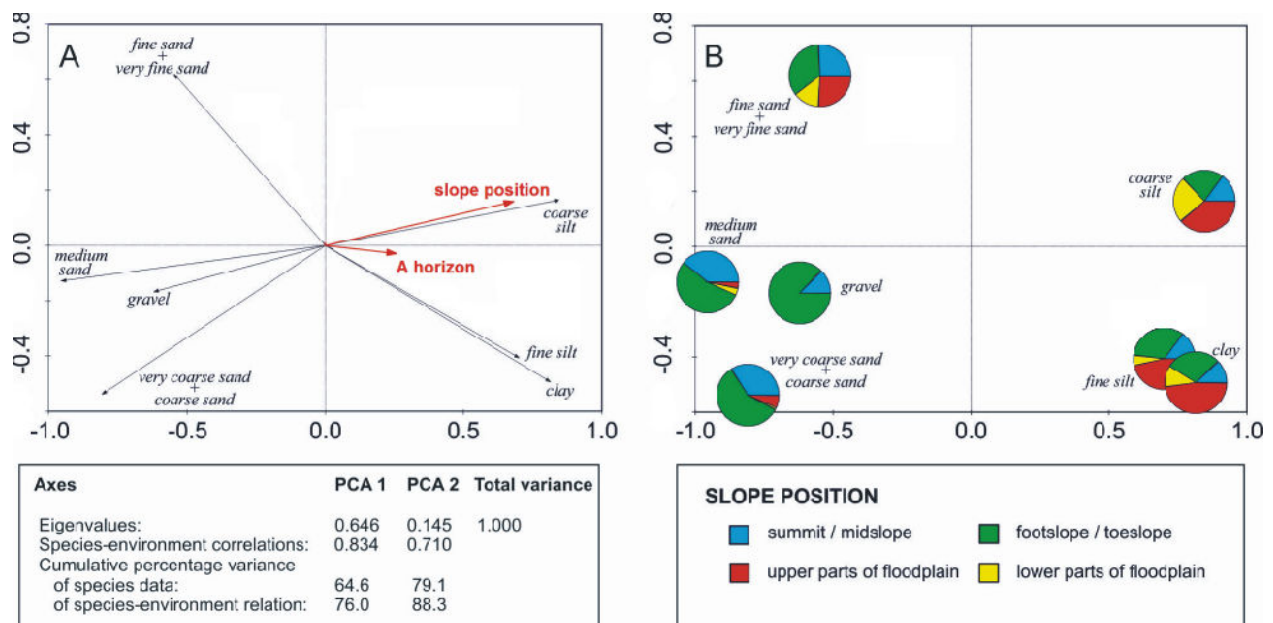 A
0.8
0.4
0.0
-0.4
-1.0
-0.5
0.0
0.5
1.0
fine sand
+
very fine sand
slope position
coarse
silt
A horizon
medium
sand
gravel
fine silt
clay
very coarse sand
+
coarse sand
B
0.8
0.4
0.0
-0.4
-1.0
-0.5
0.0
0.5
1.0
fine sand
+
very fine sand
coarse
silt
medium
sand
gravel
very coarse sand
+
coarse sand
clay
fine silt
Axes PCA 1 PCA 2 Total variance
Eigenvalues: 0.646 0.145 1.000
Species-environment correlations: 0.834 0.710
Cumulative percentage variance
of species data: 64.6 79.1
of species-environment relation: 76.0 88.3
SLOPE POSITION
summit / midslope
footslope / toeslope
upper parts of floodplain
lower parts of floodplain